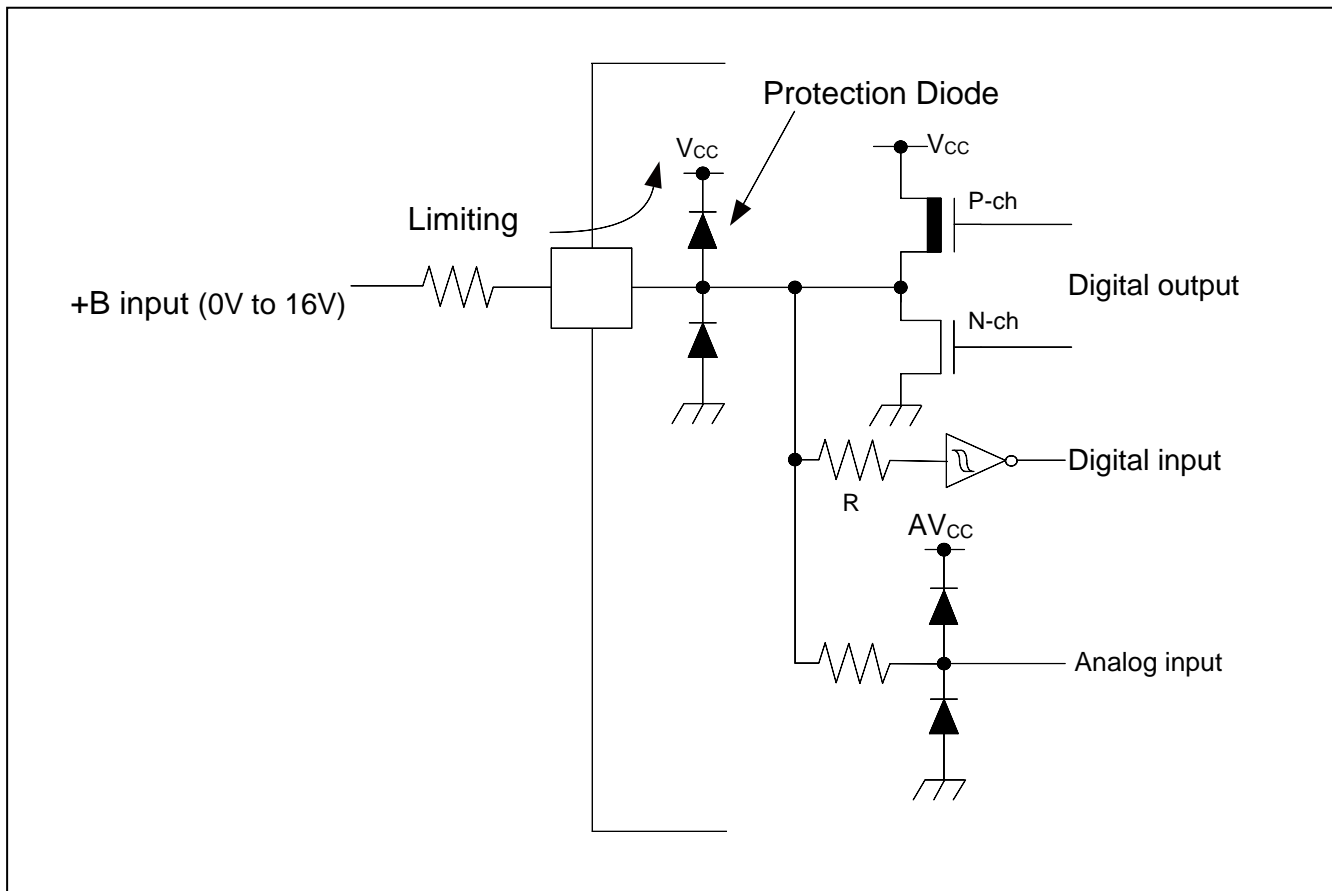 Protection Diode
VCC
VCC
P-ch
Limiting
+B input (0V to 16V)
Digital output
N-ch
Digital input
R
AVCC
Analog input